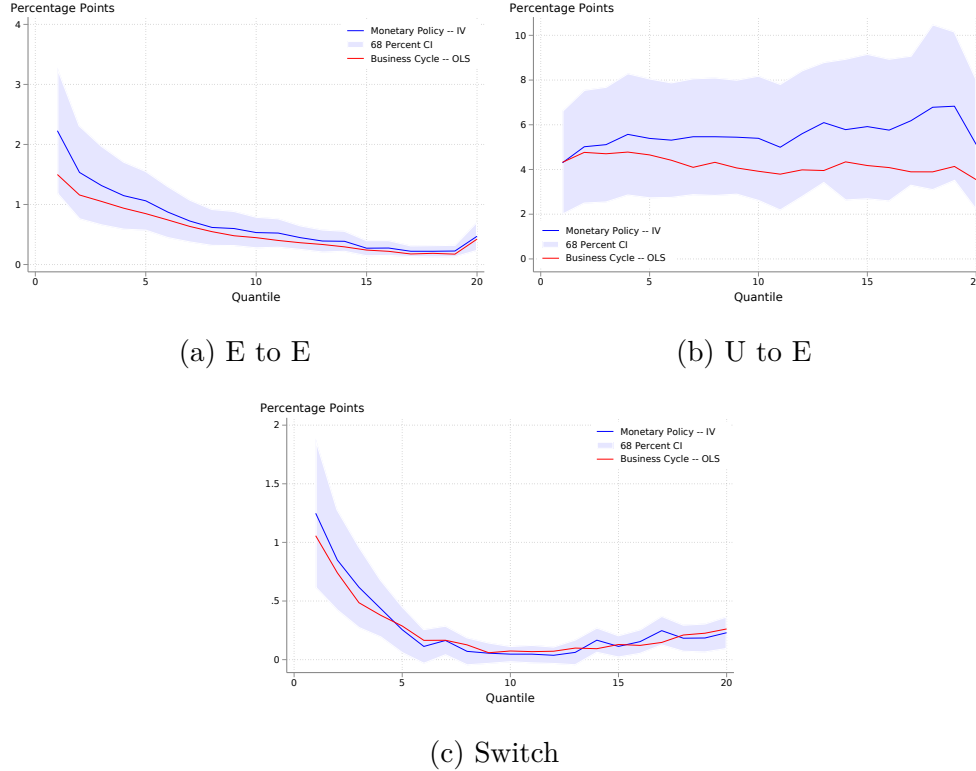 Percentage Points
4
3
2
1
0
Monetary Policy -- IV
68 Percent CI
Business Cycle -- OLS
0 5 10 15 20
Quantile
(a) E to E
Percentage Points
10
8
6
4
2
0
Monetary Policy -- IV
68 Percent CI
Business Cycle -- OLS
0 5 10 15
Quantile
(b) U to E
Percentage Points
2
1.5
1
.5
0
Monetary Policy -- IV
68 Percent CI
Business Cycle -- OLS
0 5 10 15 20
Quantile
(c) Switch